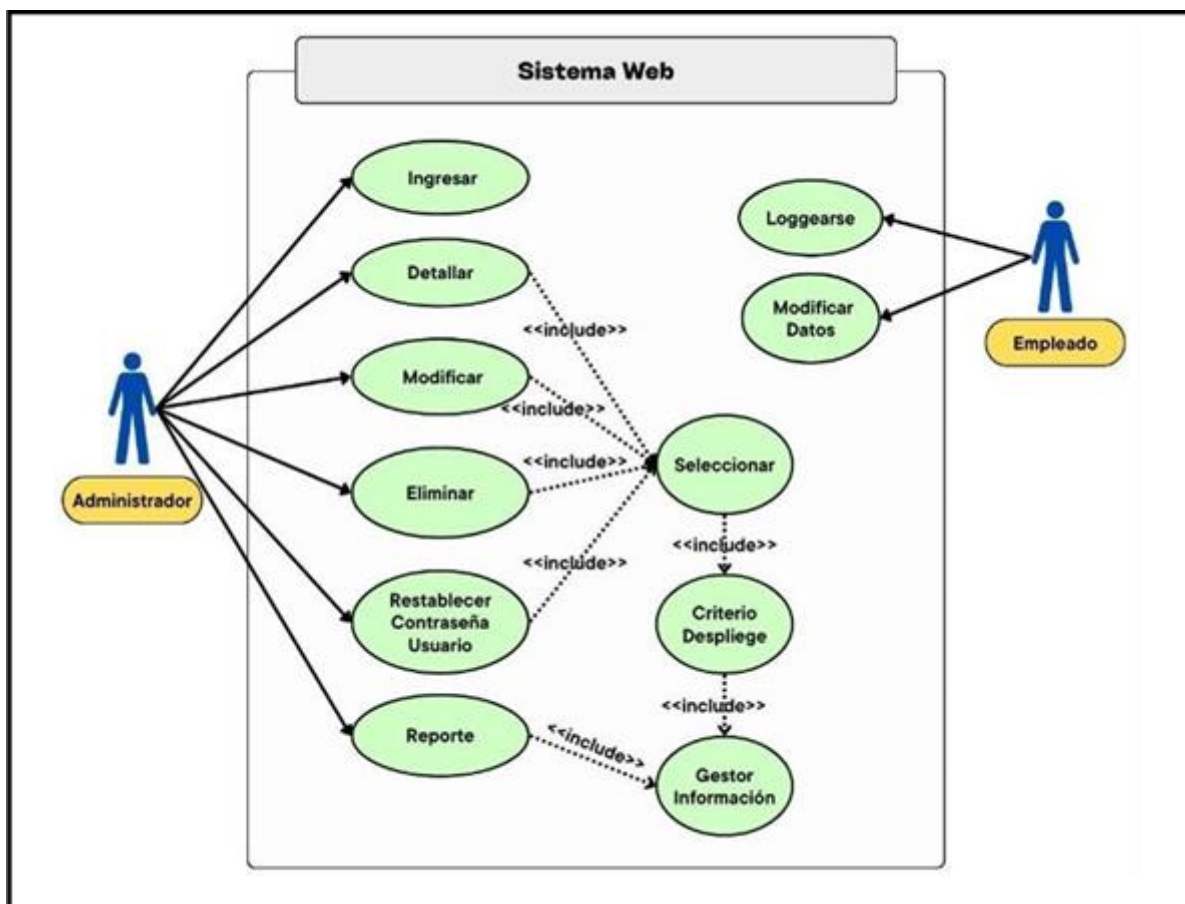 Sistema Web
Ingresar
Detallar
Modificar
Eliminar
Restablecer
Contraseña
Usuario
Reporte
<<include>>
<<include>>
<<include>>
<<include>>
<<include>>
Seleccionar
<<include>>
Criterio
Despliege
<<include>>
Gestor
Información
Loggearse
Modificar
Datos
Administrador
Empleado